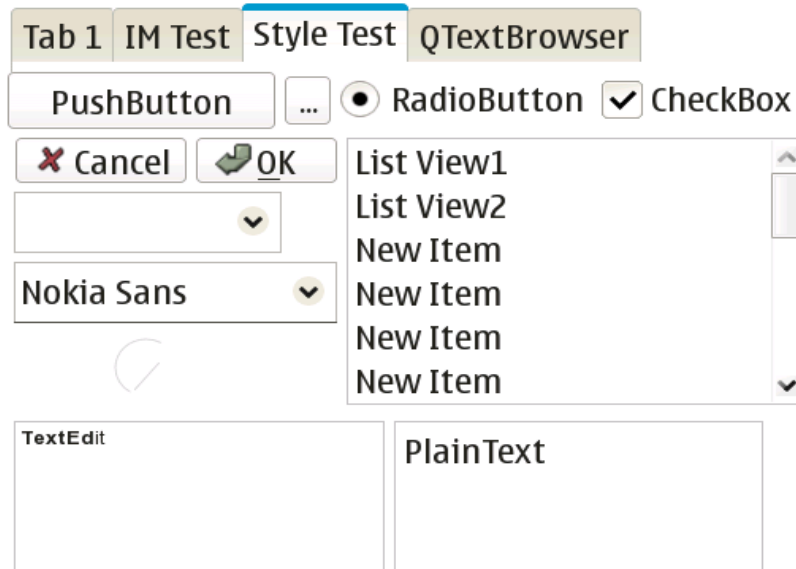 Tab 1 IM Test Style Test QTextBrowser
PushButton ... RadioButton CheckBox
Cancel OK
Nokia Sans
List View1
List View2
New Item
New Item
New Item
New Item
TextEdit
PlainText